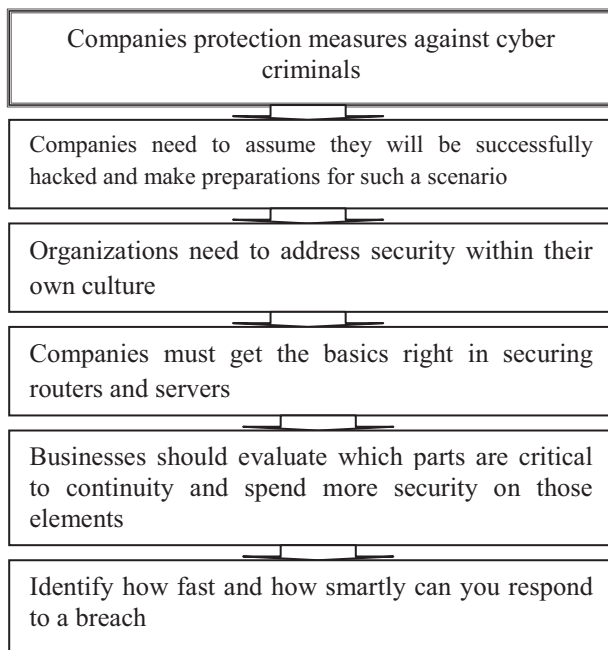 Companies protection measures against cyber
criminals
Companies need to assume they will be successfully
hacked and make preparations for such a scenario
Organizations need to address security within their
own culture
Companies must get the basics right in securing
routers and servers
Businesses should evaluate which parts are critical
to continuity and spend more security on those
elements
Identify how fast and how smartly can you respond
to a breach